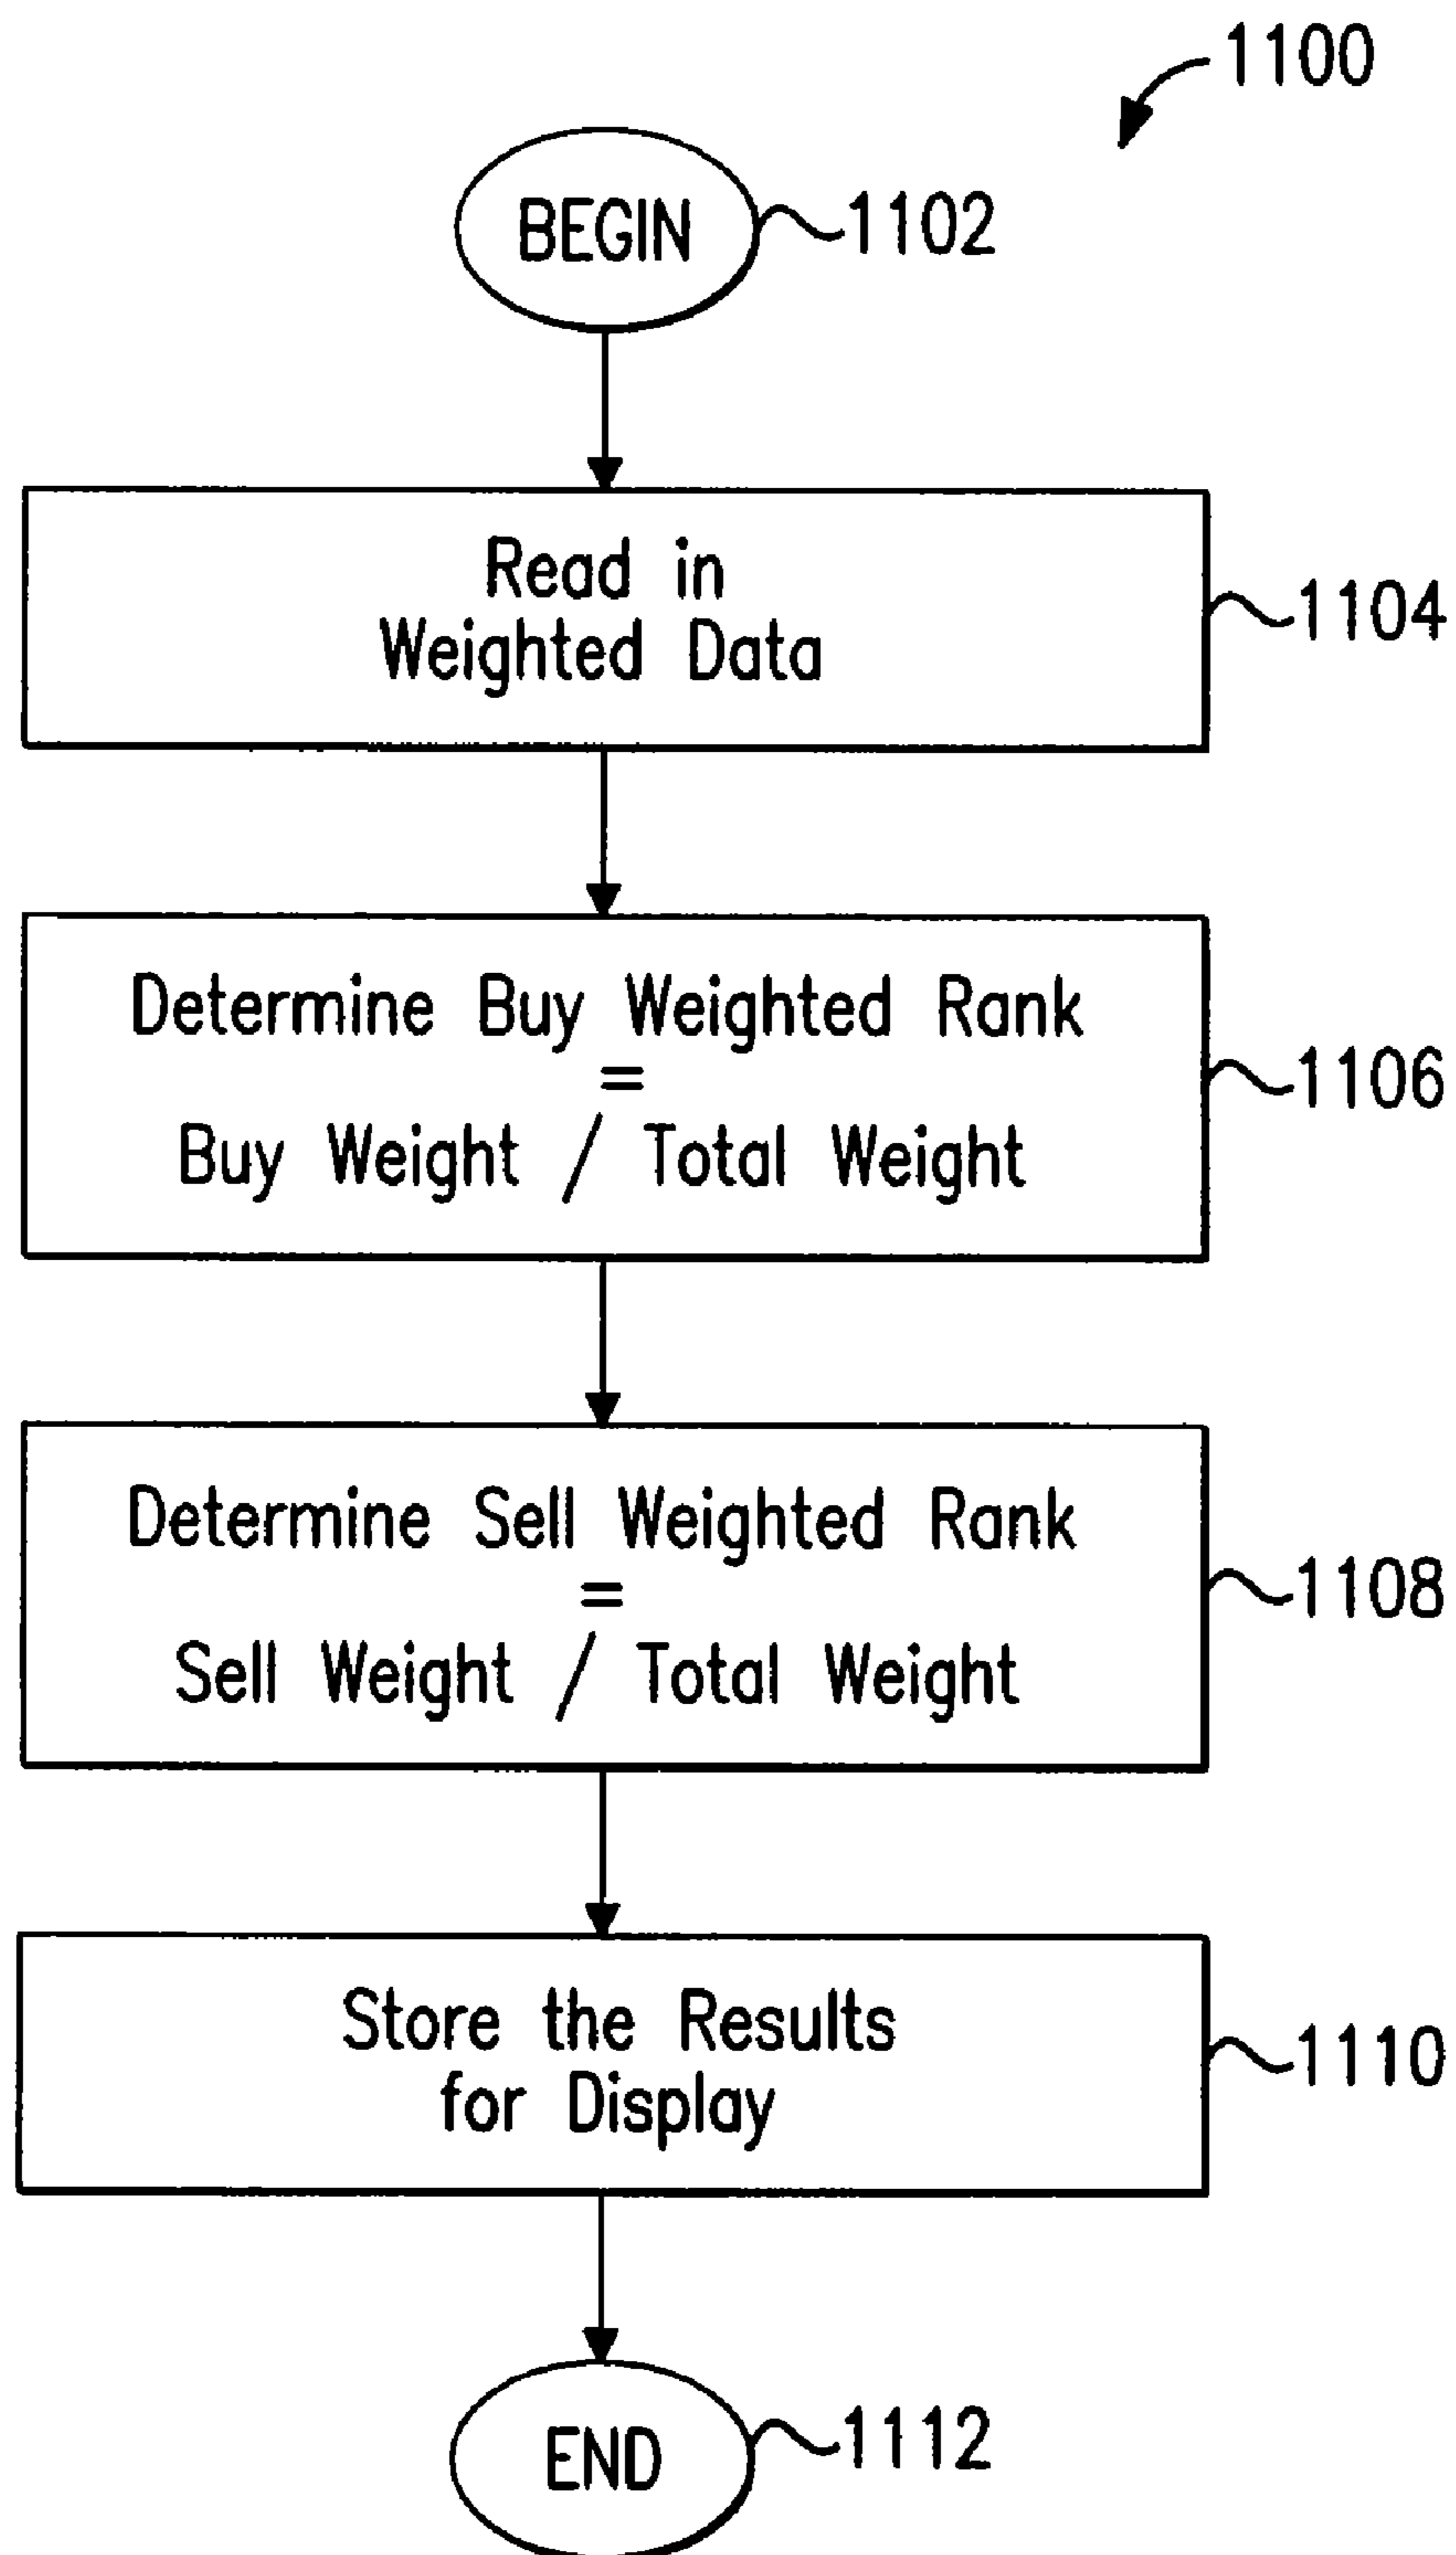 1100
BEGIN
1102
Read in
Weighted Data
1104
Determine Buy Weighted Rank
=
Buy Weight / Total Weight
1106
Determine Sell Weighted Rank
=
Sell Weight / Total Weight
1108
Store the Results
for Display
1110
END
1112